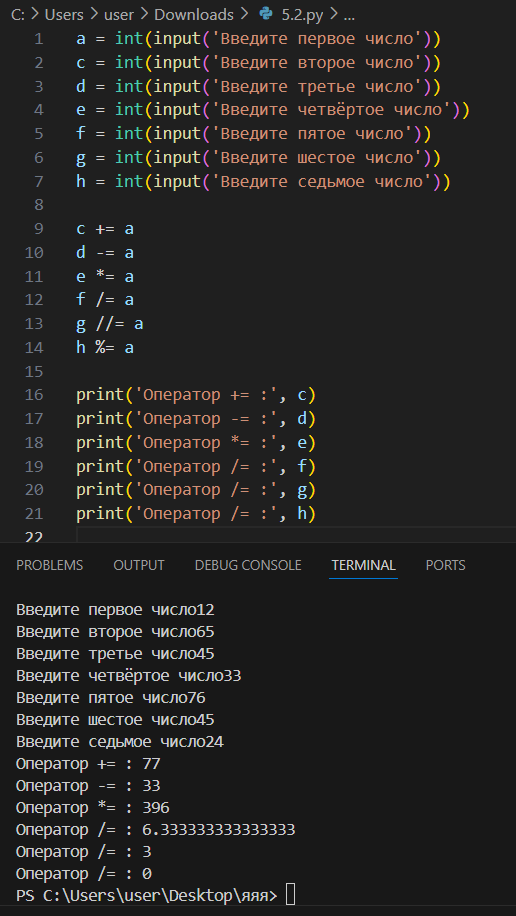 C: > Users > user > Downloads > 5.2.py > ...
1 a = int(input('Введите первое число'))
2 c = int(input('Введите второе число'))
3 d = int(input('Введите третье число'))
4 e = int(input('Введите четвёртое число'))
5 f = int(input('Введите пятое число'))
6 g = int(input('Введите шестое число'))
7 h = int(input('Введите седьмое число'))
8
9 c += a
10 d -= a
11 e *= a
12 f /= a
13 g //= a
14 h %= a
15
16 print('Оператор += :', c)
17 print('Оператор -= :', d)
18 print('Оператор *= :', e)
19 print('Оператор /= :', f)
20 print('Оператор /= :', g)
21 print('Оператор /= :', h)
22
PROBLEMS OUTPUT DEBUG CONSOLE TERMINAL PORTS
Введите первое число12
Введите второе число65
Введите третье число45
Введите четвёртое число33
Введите пятое число76
Введите шестое число45
Введите седьмое число24
Оператор += : 77
Оператор -= : 33
Оператор *= : 396
Оператор /= : 6.333333333333333
Оператор /= : 3
Оператор /= : 0
PS C:\Users\user\Desktop\яяя>